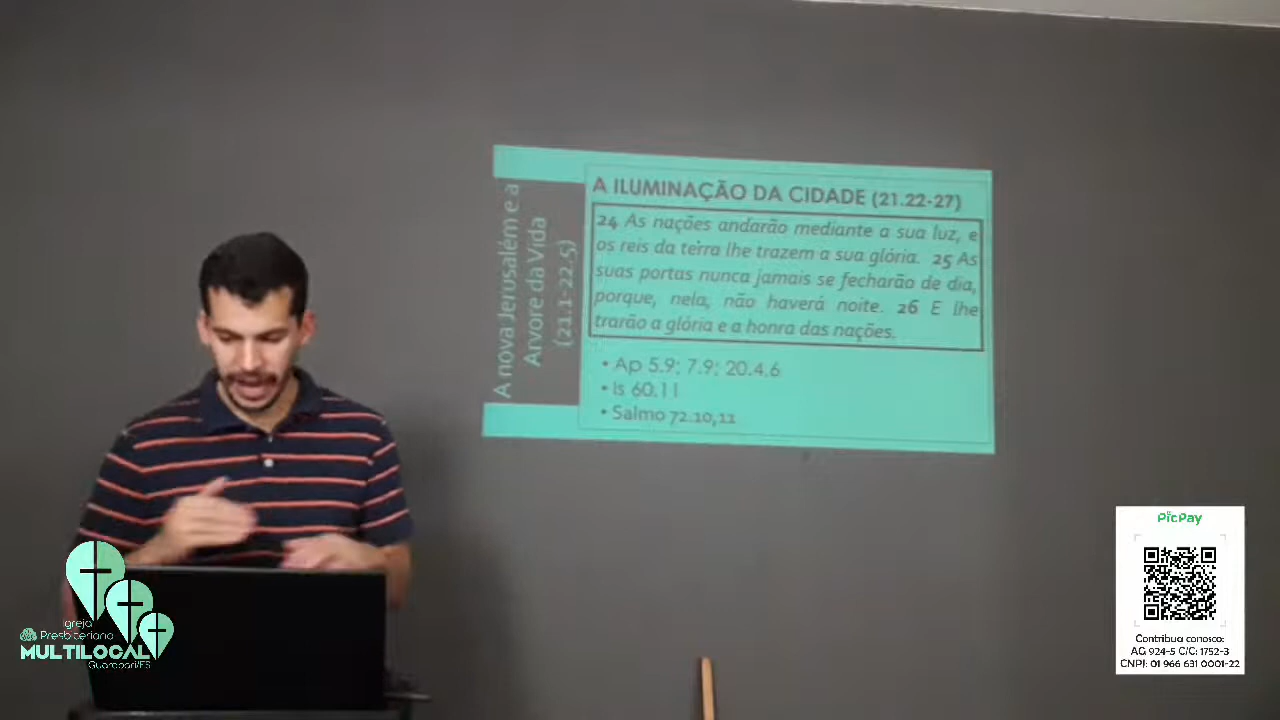 A nova Jerusalém e a
Arvore da Vida
(21.1-22.5)
A ILUMINAÇÃO DA CIDADE (21.22-27)
24 As nações andarão mediante a sua luz, e
os reis da terra lhe trazem a sua glória. 25 As
suas portas nunca jamais se fecharão de dia,
porque, nela, não haverá noite. 26 E lhe
trarão a glória e a honra das nações.
• Ap 5.9; 7.9; 20.4,6
• Is 60.11
• Salmo 72.10,11
Igreja
Presbiteriana
MULTILOCAL
Guarapari/ES
PicPay
Contribua conosco:
AG 924-5 C/C: 1752-3
CNPJ: 01 966 631 0001-22